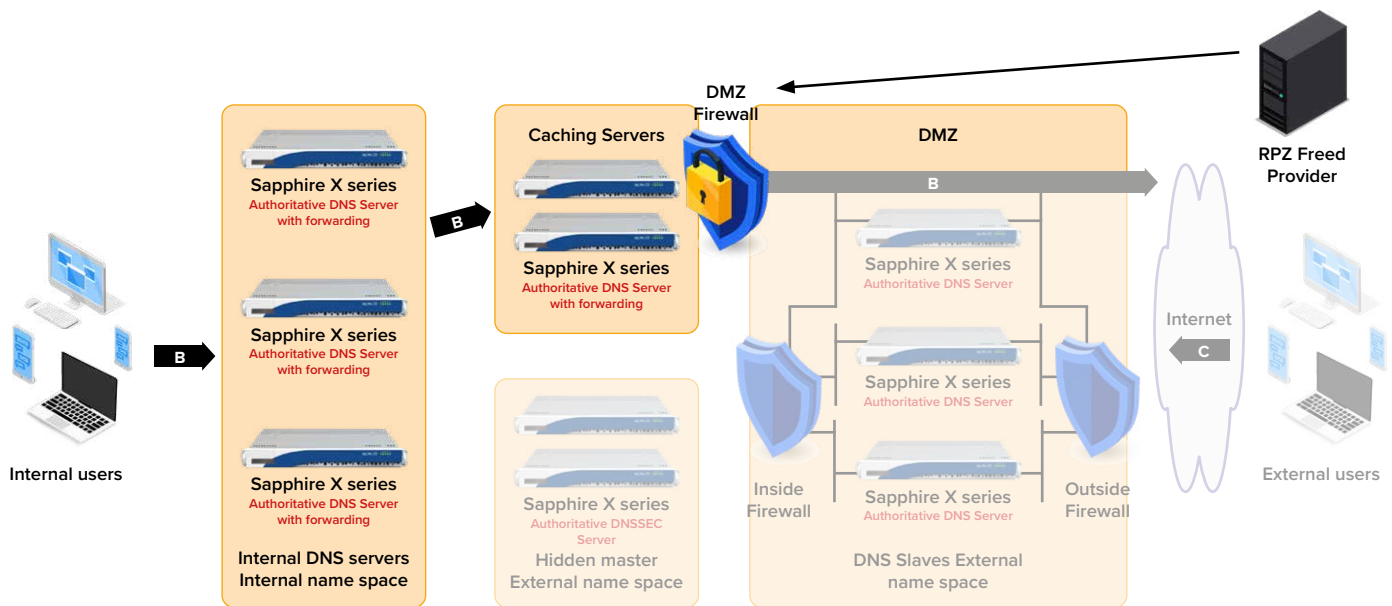 Internal users
B
Sapphire X series
Authoritative DNS Server
with forwarding
Sapphire X series
Authoritative DNS Server
with forwarding
Sapphire X series
Authoritative DNS Server
with forwarding
Internal DNS servers
Internal name space
B
Caching Servers
Sapphire X series
Authoritative DNS Server
with forwarding
Sapphire X series
Authoritative DNSSEC
Server
Hidden master
External name space
DMZ
Firewall
DMZ
B
Sapphire X series
Authoritative DNS Server
Sapphire X series
Authoritative DNS Server
Sapphire X series
Authoritative DNS Server
Inside
Firewall
Outside
Firewall
DNS Slaves External
name space
RPZ Freed
Provider
Internet
C
External users